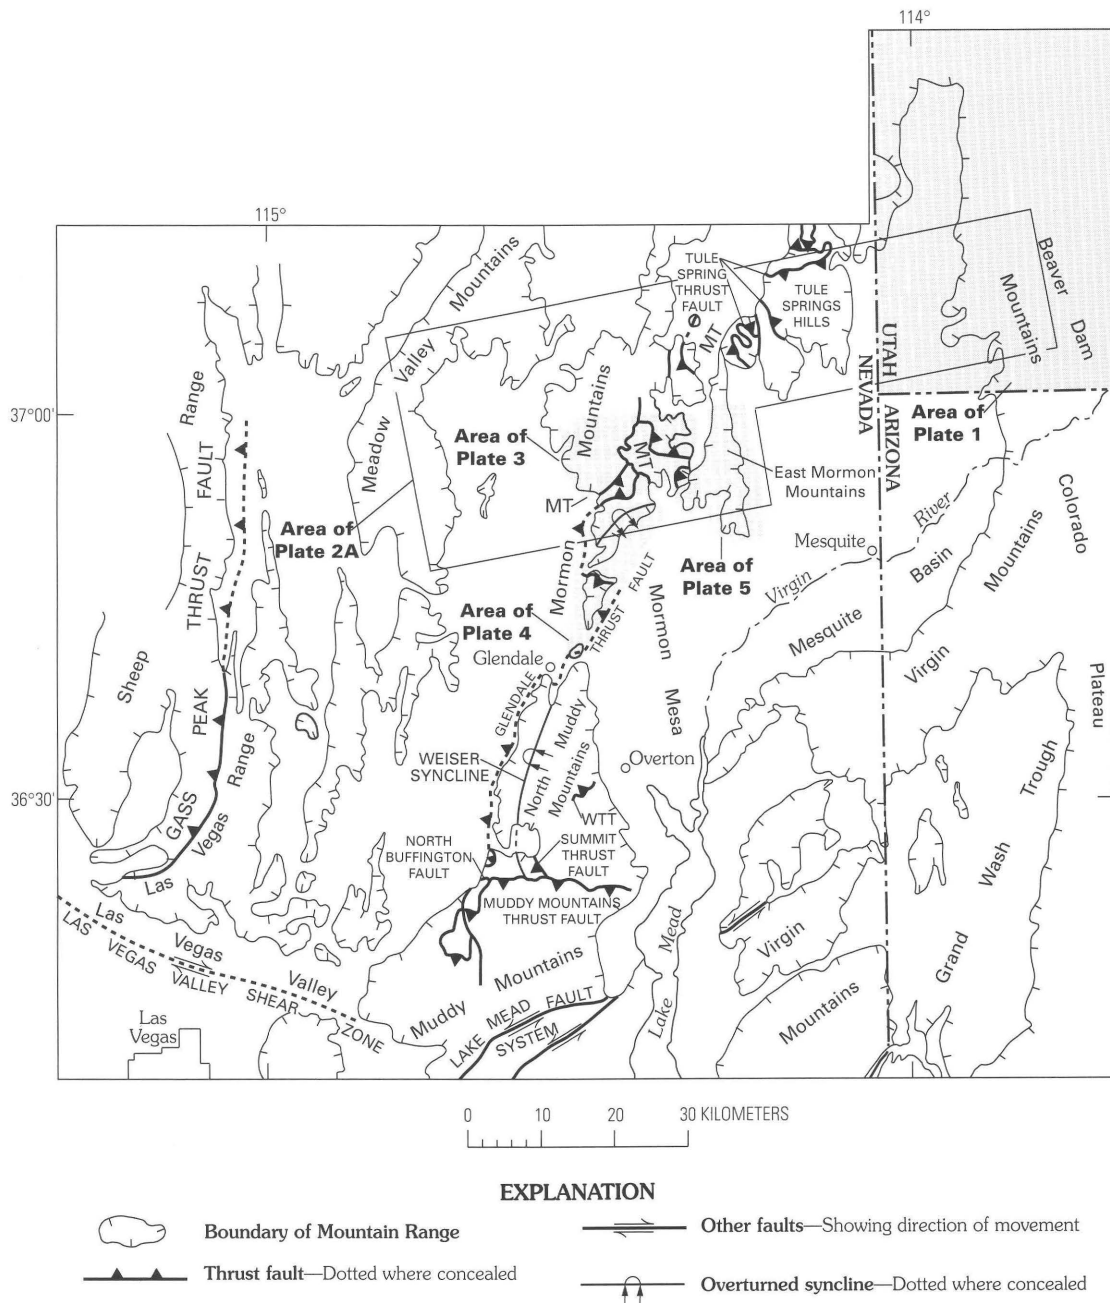 114°
115°
37°00'
36°30'
Mountains
Valley
Meadow
TULE
SPRING
THRUST
FAULT
TULE
SPRINGS
HILLS
MT
Beaver
Dam
Mountains
UTAH
NEVADA
ARIZONA
Area of
Plate 1
Range
FAULT
THRUST
PEAK
GASS
Sheep
Range
Vegas
Las
Mountains
Area of
Plate 3
MT
MT
East Mormon
Mountains
Area of
Plate 2A
Mormon
FAULT
THRUST
GLENDALE
Area of
Plate 5
Mesquite
River
Virgin
Basin
Mesquite
Mountains
Virgin
Colorado
Plateau
Area of
Plate 4
Glendale
Mormon
Mesa
WEISER
SYNCLINE
Muddy
Mountains
North
Overton
WTT
NORTH
BUFFINGTON
FAULT
SUMMIT
THRUST
FAULT
MUDDY MOUNTAINS
THRUST FAULT
Trough
Wash
Grand
Las
Vegas
Valley
LAS VEGAS VALLEY SHEAR ZONE
Las
Vegas
Muddy
Mountains
LAKE MEAD FAULT
SYSTEM
Lake
Mead
Virgin
Mountains
0 10 20 30 KILOMETERS
EXPLANATION
Boundary of Mountain Range
Thrust fault—Dotted where concealed
Other faults—Showing direction of movement
Overturned syncline—Dotted where concealed